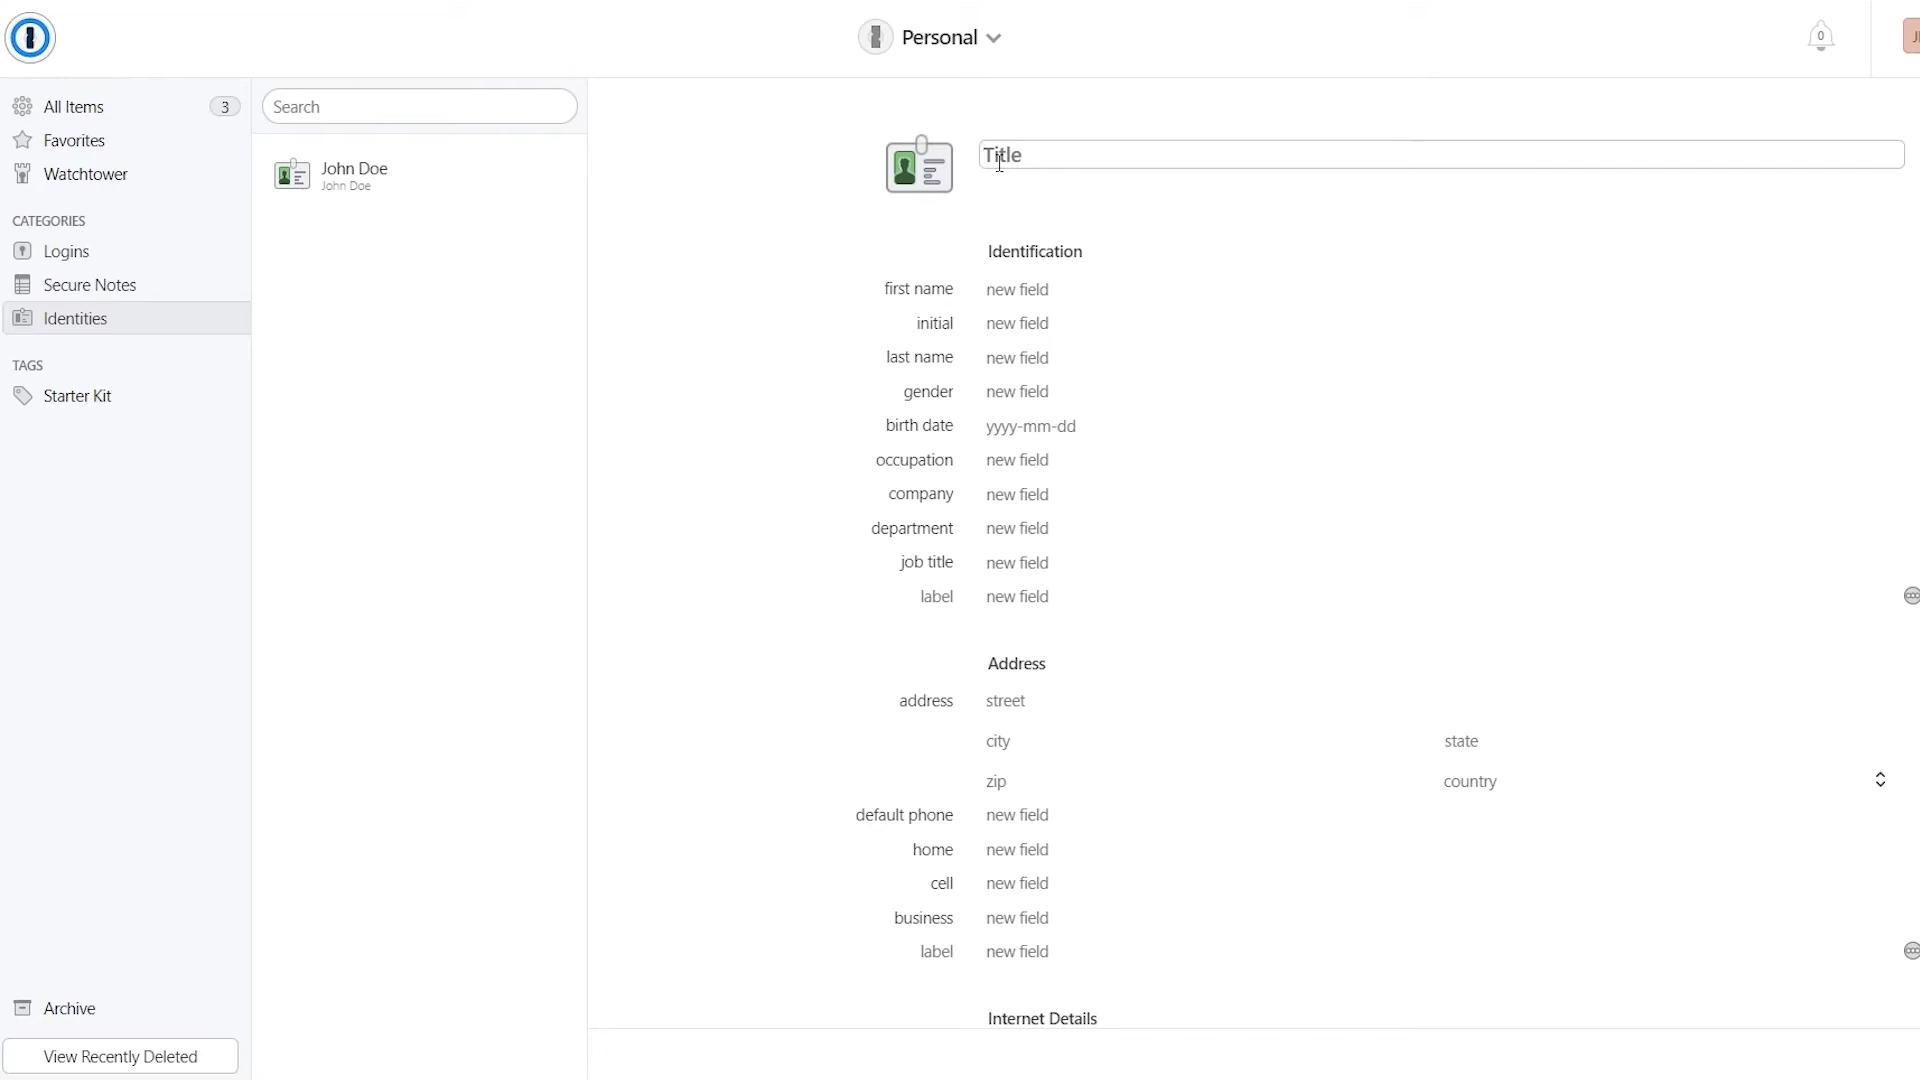 Personal
0
All Items 3
Favorites
Watchtower
CATEGORIES
Logins
Secure Notes
Identities
TAGS
Starter Kit
Archive
View Recently Deleted
Search
John Doe
John Doe
Title
Identification
first name new field
initial new field
last name new field
gender new field
birth date yyyy-mm-dd
occupation new field
company new field
department new field
job title new field
label new field
Address
address street
city state
zip country
default phone new field
home new field
cell new field
business new field
label new field
Internet Details